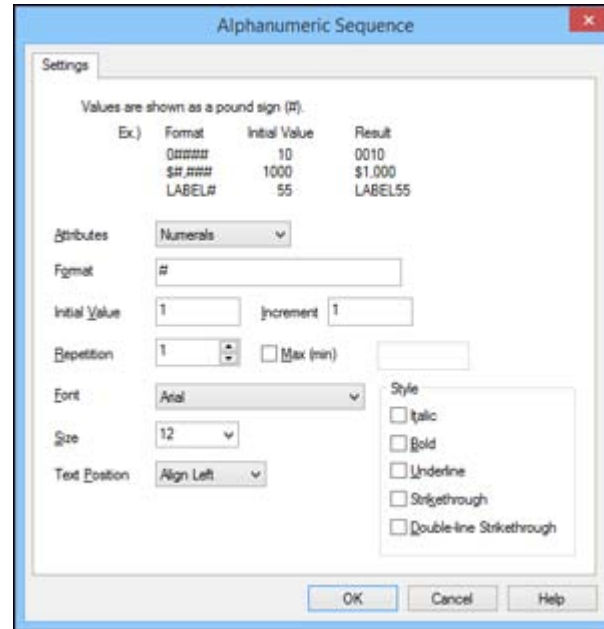 Alphanumeric Sequence
Settings
Values are shown as a pound sign (#).
Ex.) Format Initial Value Result
0#### 10 0010
$#,### 1000 $1,000
LABEL# 55 LABEL55
Attributes Numerals
Format #
Initial Value 1 Increment 1
Repetition 1 Max (min)
Font Arial
Style
Italic
Size 12
Bold
Text Position Align Left
Underline
Strikethrough
Double-line Strikethrough
OK Cancel Help